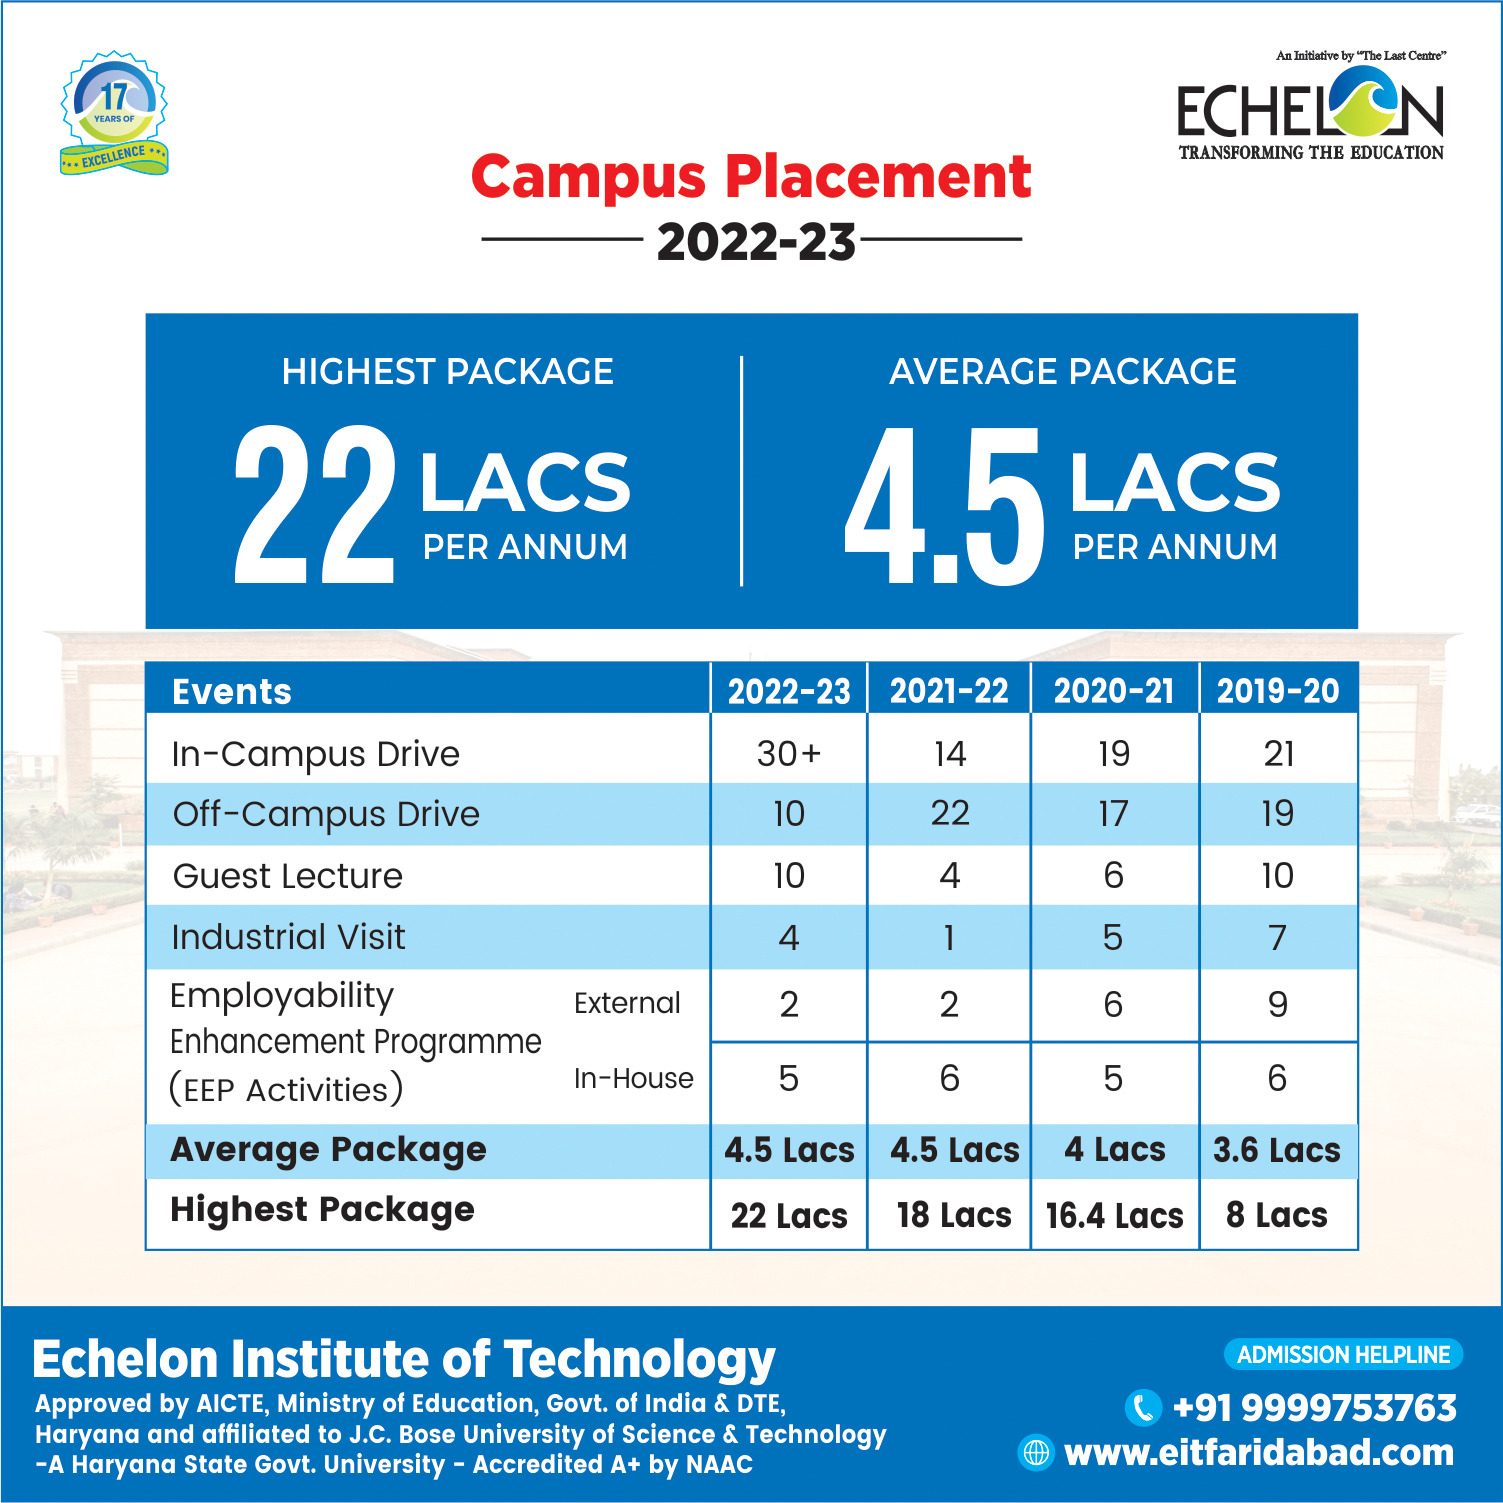 17
YEARS OF
EXCELLENCE
An Initiative by "The Last Centre"
ECHELON
TRANSFORMING THE EDUCATION
Campus Placement
2022-23
HIGHEST PACKAGE
22 LACS
PER ANNUM
AVERAGE PACKAGE
4.5 LACS
PER ANNUM
Events 2022-23 2021-22 2020-21 2019-20
In-Campus Drive 30+ 14 19 21
Off-Campus Drive 10 22 17 19
Guest Lecture 10 4 6 10
Industrial Visit 4 1 5 7
Employability
Enhancement Programme
(EEP Activities)
External 2 2 6 9
In-House 5 6 5 6
Average Package 4.5 Lacs 4.5 Lacs 4 Lacs 3.6 Lacs
Highest Package 22 Lacs 18 Lacs 16.4 Lacs 8 Lacs
Echelon Institute of Technology
Approved by AICTE, Ministry of Education, Govt. of India & DTE,
Haryana and affiliated to J.C. Bose University of Science & Technology
-A Haryana State Govt. University - Accredited A+ by NAAC
ADMISSION HELPLINE
+91 9999753763
www.eitfaridabad.com